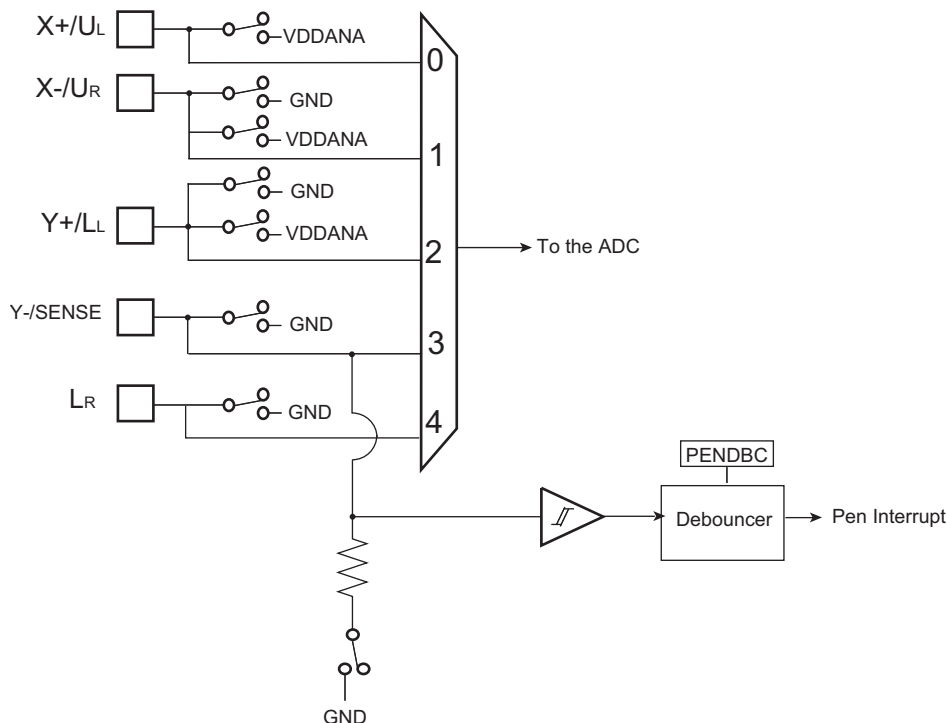 X+/UL
VDDANA
0
X-/UR
GND
VDDANA
1
GND
Y+/LL
VDDANA
2
To the ADC
Y-/SENSE
GND
3
LR
GND
4
PENDBC
Debouncer
Pen Interrupt
GND